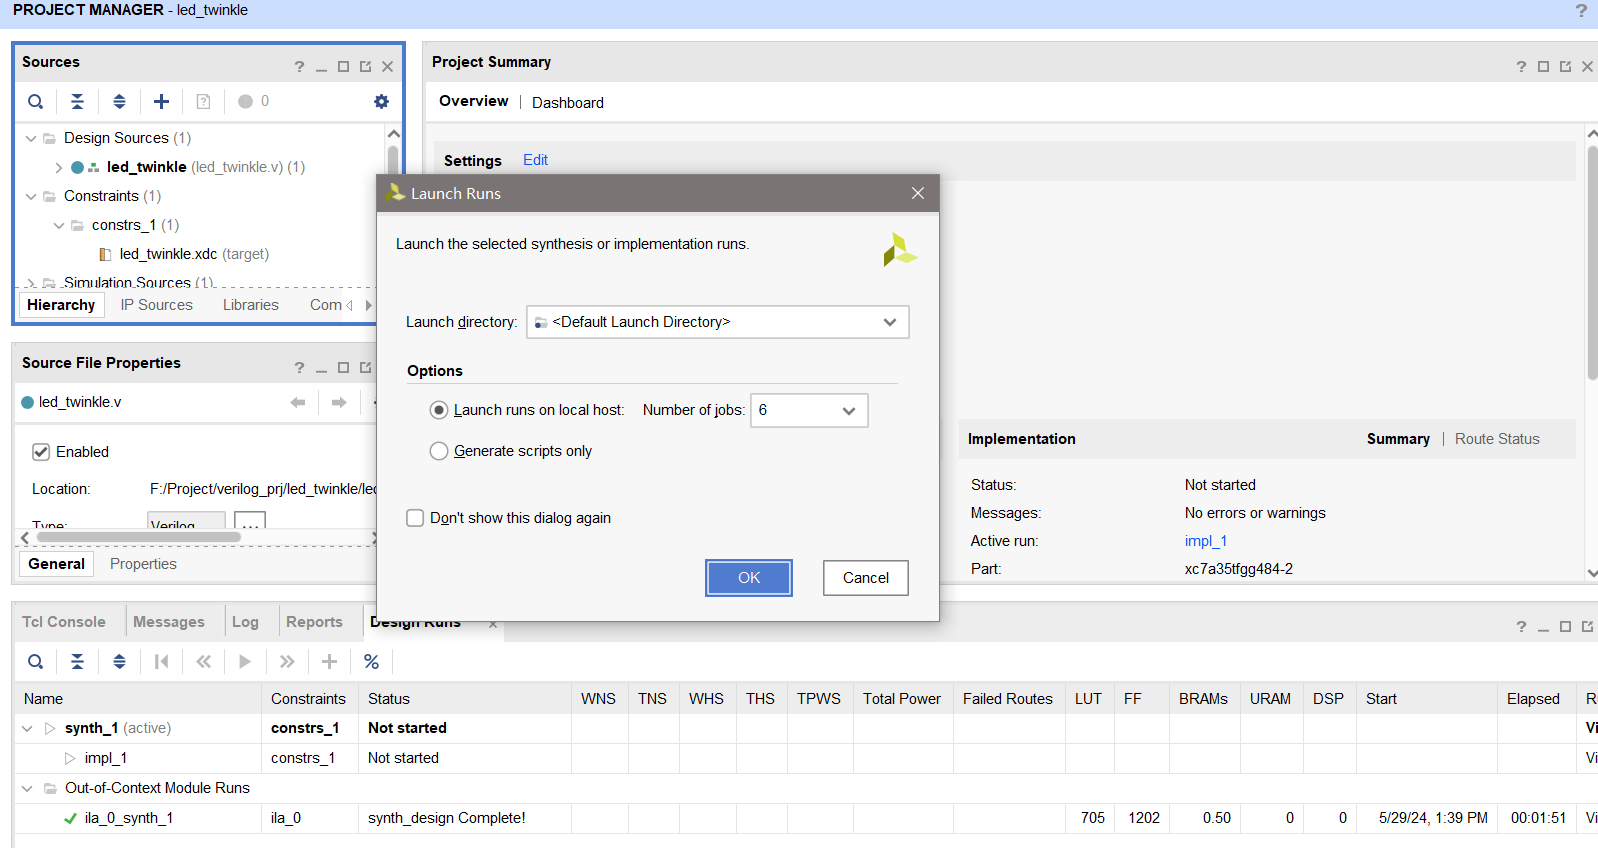 PROJECT MANAGER - led_twinkle
?
Sources
?
0
Design Sources (1)
led_twinkle (led_twinkle.v) (1)
Constraints (1)
constrs_1 (1)
led_twinkle.xdc (target)
Simulation Sources (1)
Hierarchy IP Sources Libraries Com
Source File Properties
?
led_twinkle.v
Enabled
Location: F:/Project/verilog_prj/led_twinkle/led
Type: Verilog ...
General Properties
Project Summary
?
Overview | Dashboard
Settings Edit
Launch Runs
Launch the selected synthesis or implementation runs.
Launch directory: <Default Launch Directory>
Options
Launch runs on local host: Number of jobs: 6
Generate scripts only
Don't show this dialog again
OK Cancel
Implementation Summary | Route Status
Status: Not started
Messages: No errors or warnings
Active run: impl_1
Part: xc7a35tfgg484-2
Tcl Console Messages Log Reports Design Runs
?
%
Name Constraints Status WNS TNS WHS THS TPWS Total Power Failed Routes LUT FF BRAMs URAM DSP Start Elapsed R
synth_1 (active) constrs_1 Not started Vi
impl_1 constrs_1 Not started Vi
Out-of-Context Module Runs
ila_0_synth_1 ila_0 synth_design Complete! 705 1202 0.50 0 0 5/29/24, 1:39 PM 00:01:51 Vi